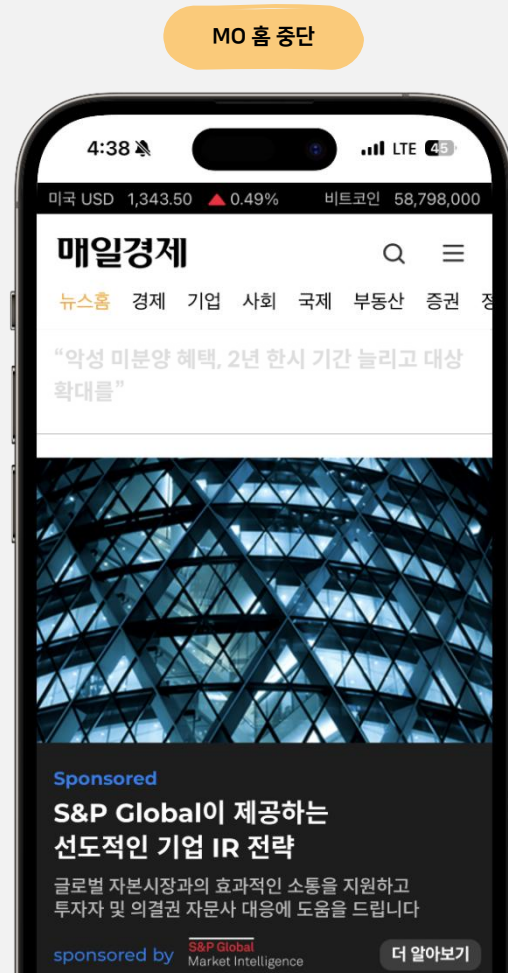 MO 홈 중단
4:38 LTE 45
미국 USD 1,343.50 ▲ 0.49% 비트코인 58,798,000
매일경제
뉴스홈 경제 기업 사회 국제 부동산 증권
“악성 미분양 혜택, 2년 한시 기간 늘리고 대상
확대를”
Sponsored
S&P Global이 제공하는
선도적인 기업 IR 전략
글로벌 자본시장과의 효과적인 소통을 지원하고
투자자 및 의결권 자문사 대응에 도움을 드립니다
sponsored by S&P Global
Market Intelligence
더 알아보기